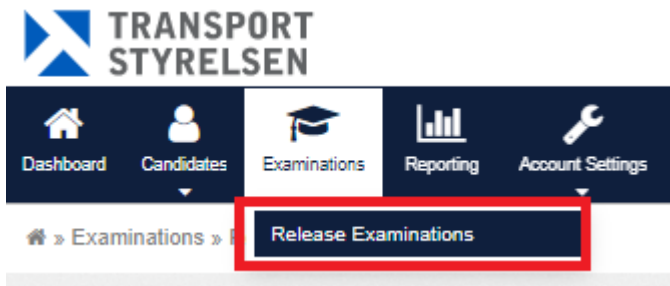 TRANSPORT
STYRELSEN
Dashboard Candidates Examinations Reporting Account Settings
» Examinations »
Release Examinations